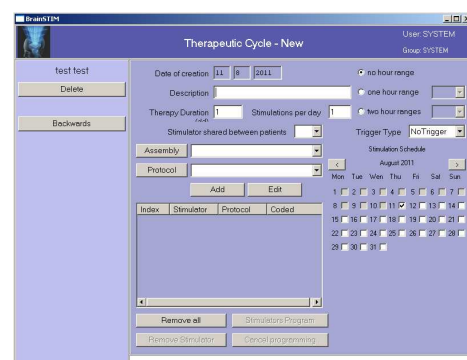 BrainSTIM
Therapeutic Cycle - New
User: SYSTEM
Group: SYSTEM
test test
Delete
Backwards
Date of creation 11 8 2011
Description
Therapy Duration 1 Stimulations per day 1
Stimulator shared between patients
Assembly
Protocol
Add Edit
Index Stimulator Protocol Coded
Remove all Stimulators Program
Remove Stimulator Cancel programming
no hour range
one hour range
two hour ranges
Trigger Type NoTrigger
Stimulation Schedule
< August 2011 >
Mon Tue Wen Thu Fri Sat Sun
1 2 3 4 5 6 7
8 9 10 11 12 13 14
15 16 17 18 19 20 21
22 23 24 25 26 27 28
29 30 31